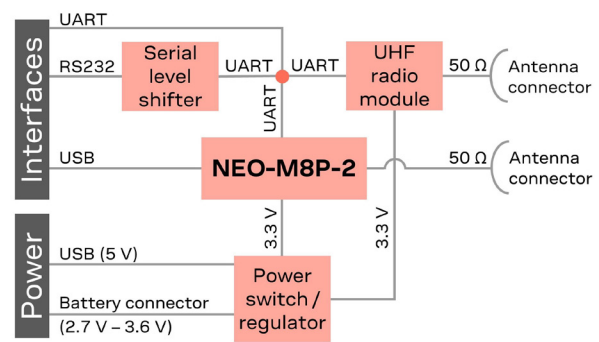 Interfaces
UART
RS232
Serial
level
shifter
UART
UART
UHF
radio
module
50 Ω
Antenna
connector
UART
USB
NEO-M8P-2
50 Ω
Antenna
connector
3.3 V
3.3 V
Power
USB (5 V)
Battery connector
(2.7 V – 3.6 V)
Power
switch /
regulator